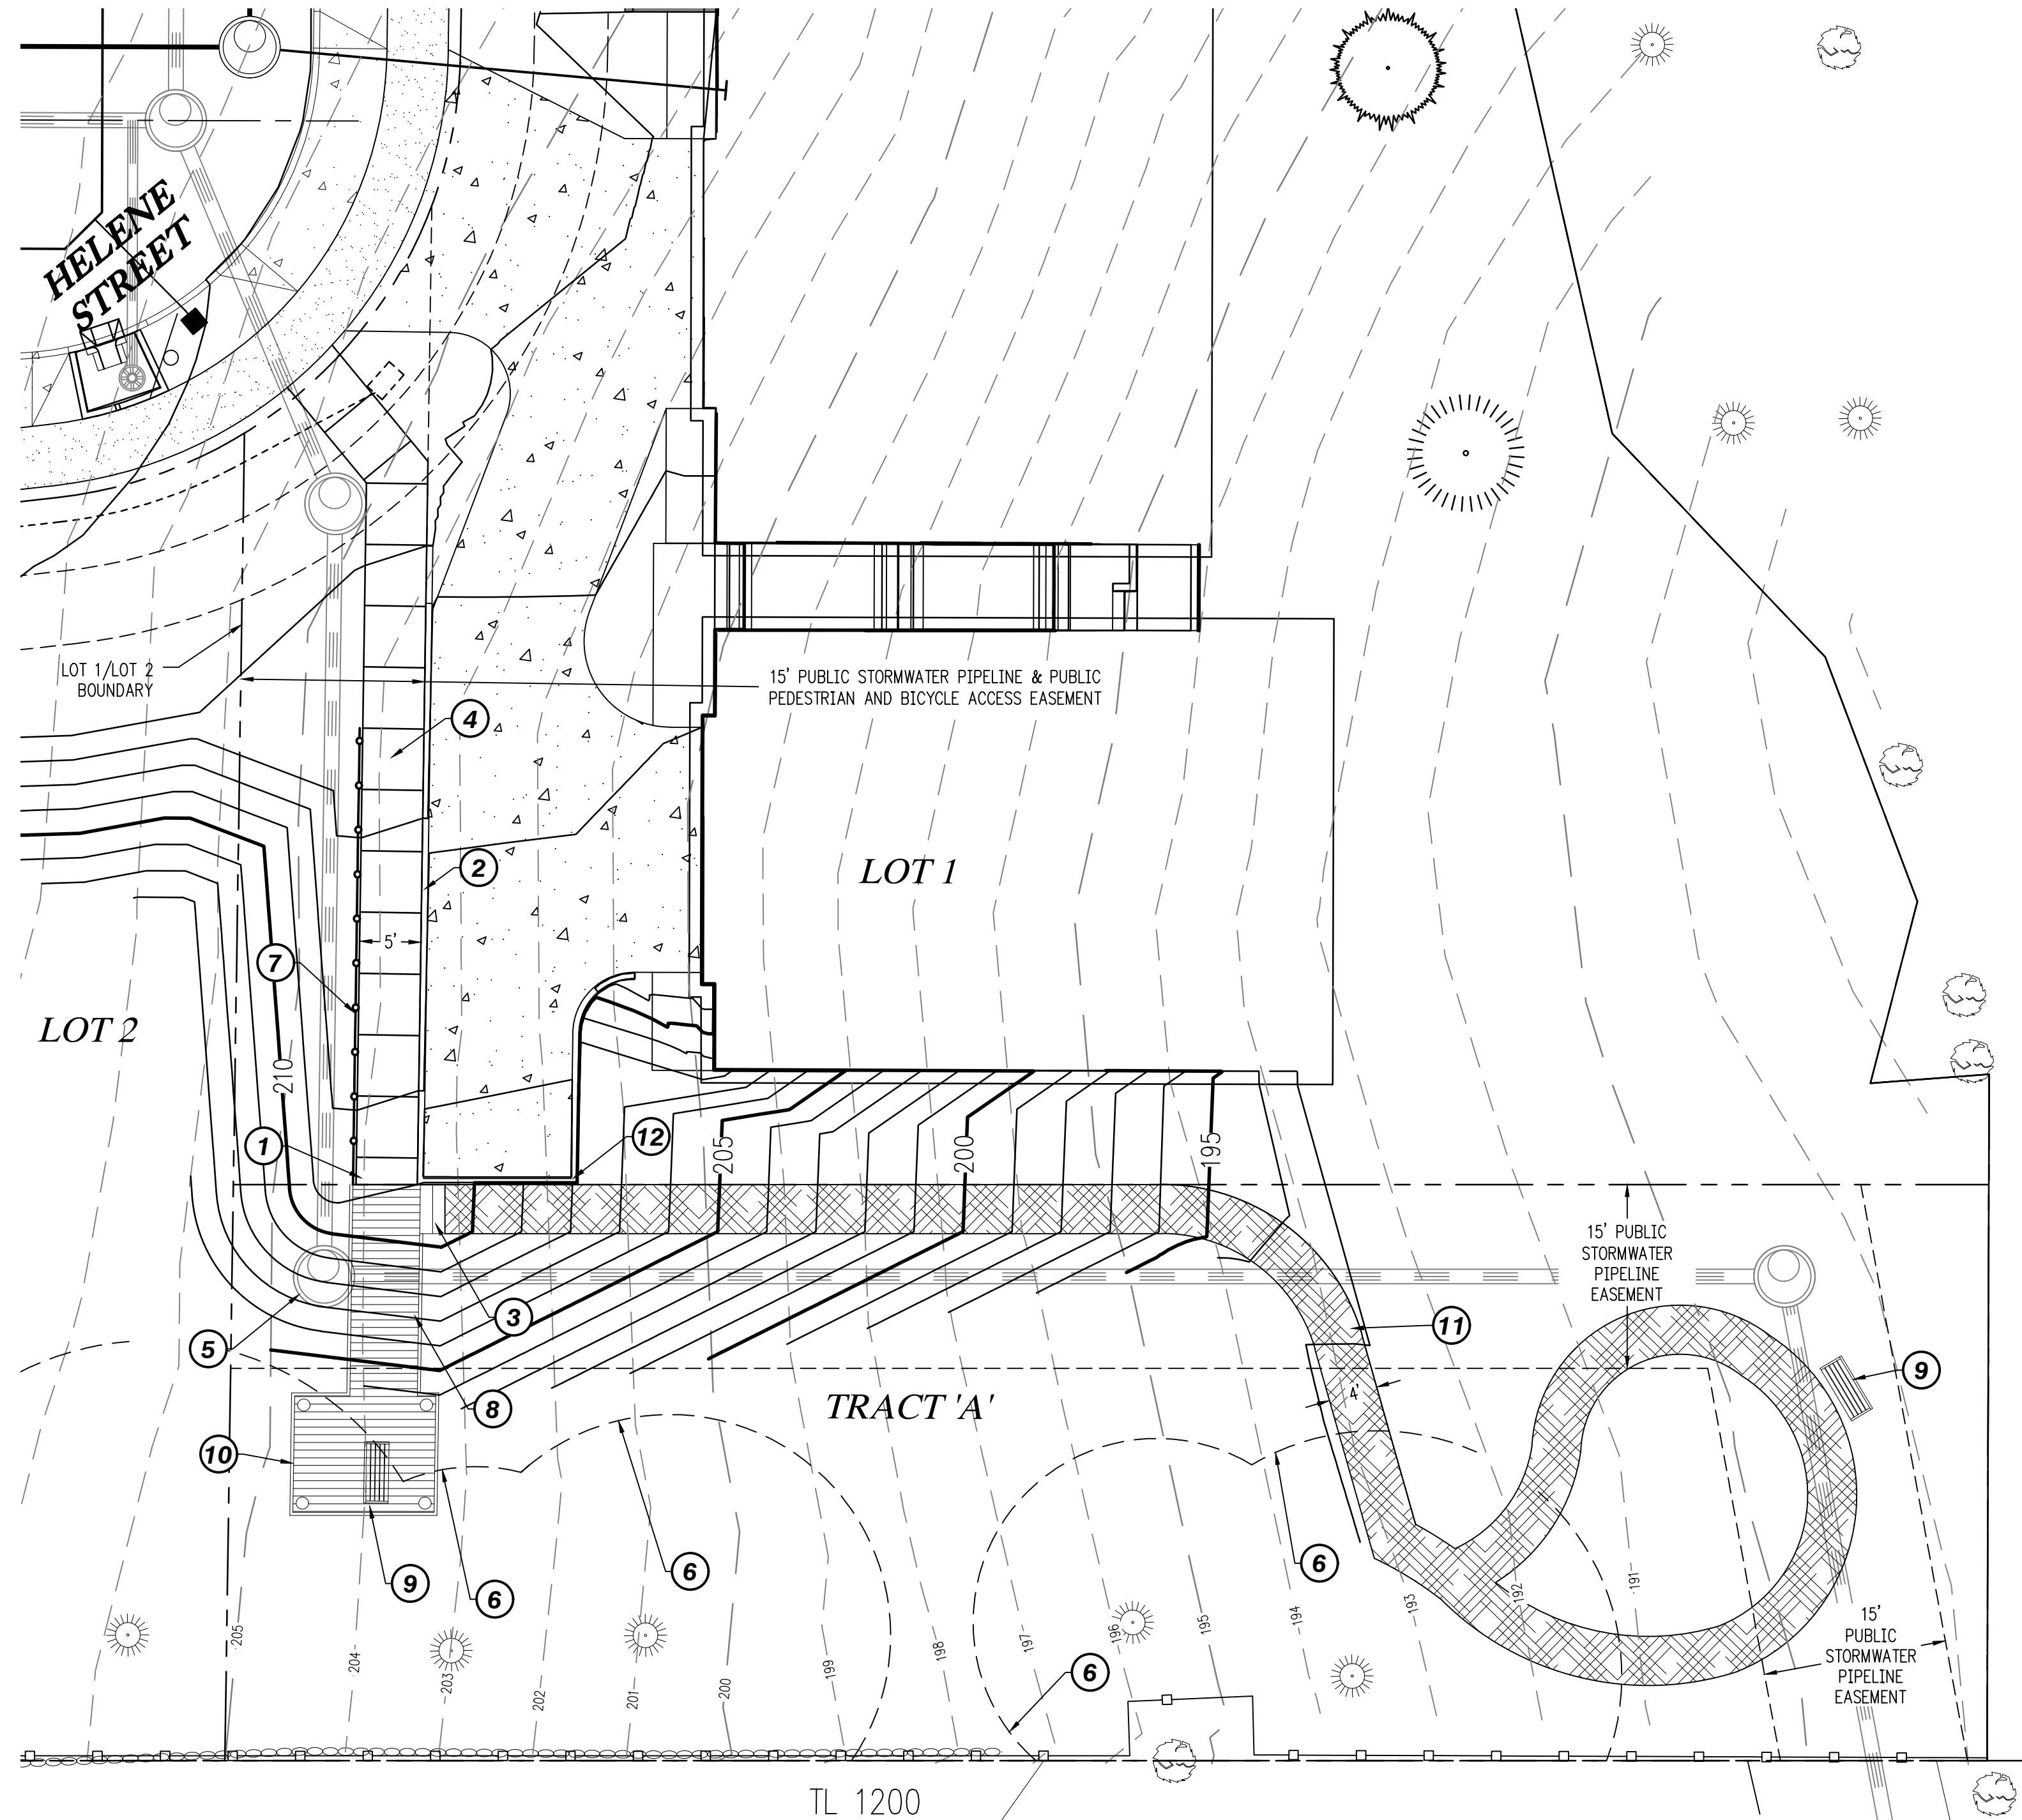 HELENE
STREET
LOT 1/LOT 2
BOUNDARY
15' PUBLIC STORMWATER PIPELINE & PUBLIC
PEDESTRIAN AND BICYCLE ACCESS EASEMENT
4
2
LOT 1
5'
7
LOT 2
210
1
12
205
200
195
15' PUBLIC
STORMWATER
PIPELINE
EASEMENT
3
11
5
9
4'
8
TRACT 'A'
10
6
6
6
9
6
205
204
203
202
201
200
199
198
197
196
195
194
193
192
191
15'
PUBLIC
STORMWATER
PIPELINE
EASEMENT
TL 1200